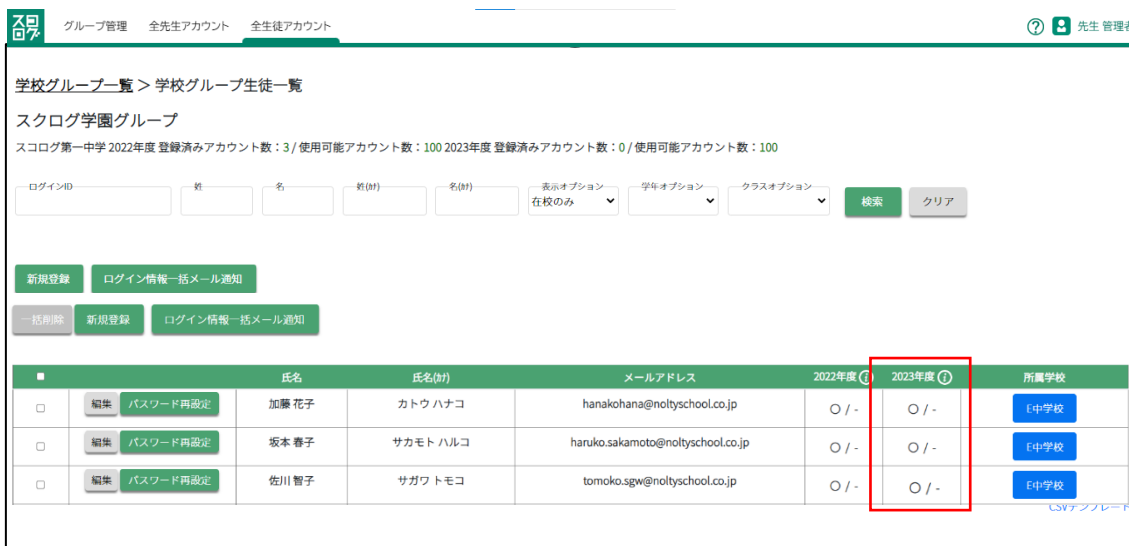 スコログ グループ管理 全先生アカウント 全生徒アカウント ? 先生 管理者
学校グループ一覧 > 学校グループ生徒一覧
スクログ学園グループ
スコログ第一中学 2022年度 登録済みアカウント数：3 / 使用可能アカウント数：100 2023年度 登録済みアカウント数：0 / 使用可能アカウント数：100
ログインID 姓 名 姓(カナ) 名(カナ) 表示オプション 学年オプション クラスオプション
在校のみ 検索 クリア
新規登録 ログイン情報一括メール通知
一括削除 新規登録 ログイン情報一括メール通知
氏名 氏名(カナ) メールアドレス 2022年度 i 2023年度 i 所属学校
編集 パスワード再設定 加藤 花子 カトウ ハナコ hanakohana@noltyschool.co.jp 〇 / - 〇 / - E中学校
編集 パスワード再設定 坂本 春子 サカモト ハルコ haruko.sakamoto@noltyschool.co.jp 〇 / - 〇 / - E中学校
編集 パスワード再設定 佐川 智子 サガワ トモコ tomoko.sgw@noltyschool.co.jp 〇 / - 〇 / - E中学校
CSVテンプレート